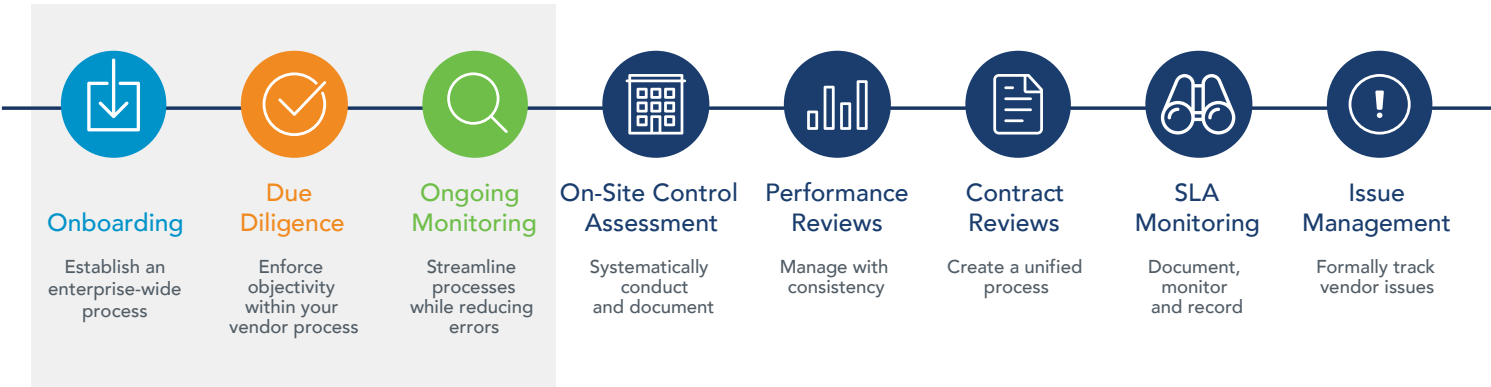 Onboarding
Establish an
enterprise-wide
process
Due
Diligence
Enforce
objectivity
within your
vendor process
Ongoing
Monitoring
Streamline
processes
while reducing
errors
On-Site Control
Assessment
Systematically
conduct
and document
Performance
Reviews
Manage with
consistency
Contract
Reviews
Create a unified
process
SLA
Monitoring
Document,
monitor
and record
Issue
Management
Formally track
vendor issues